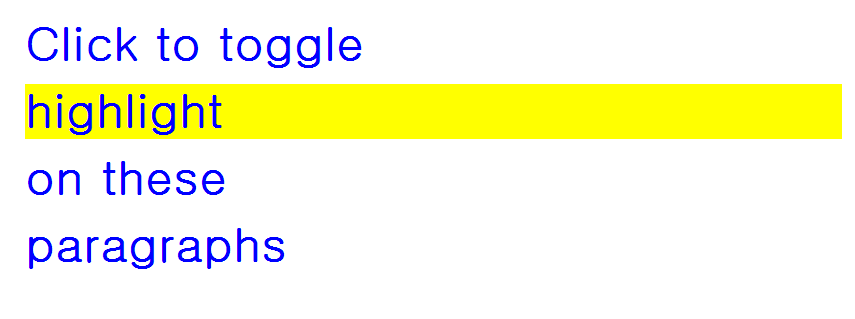 Click to toggle
highlight
on these
paragraphs